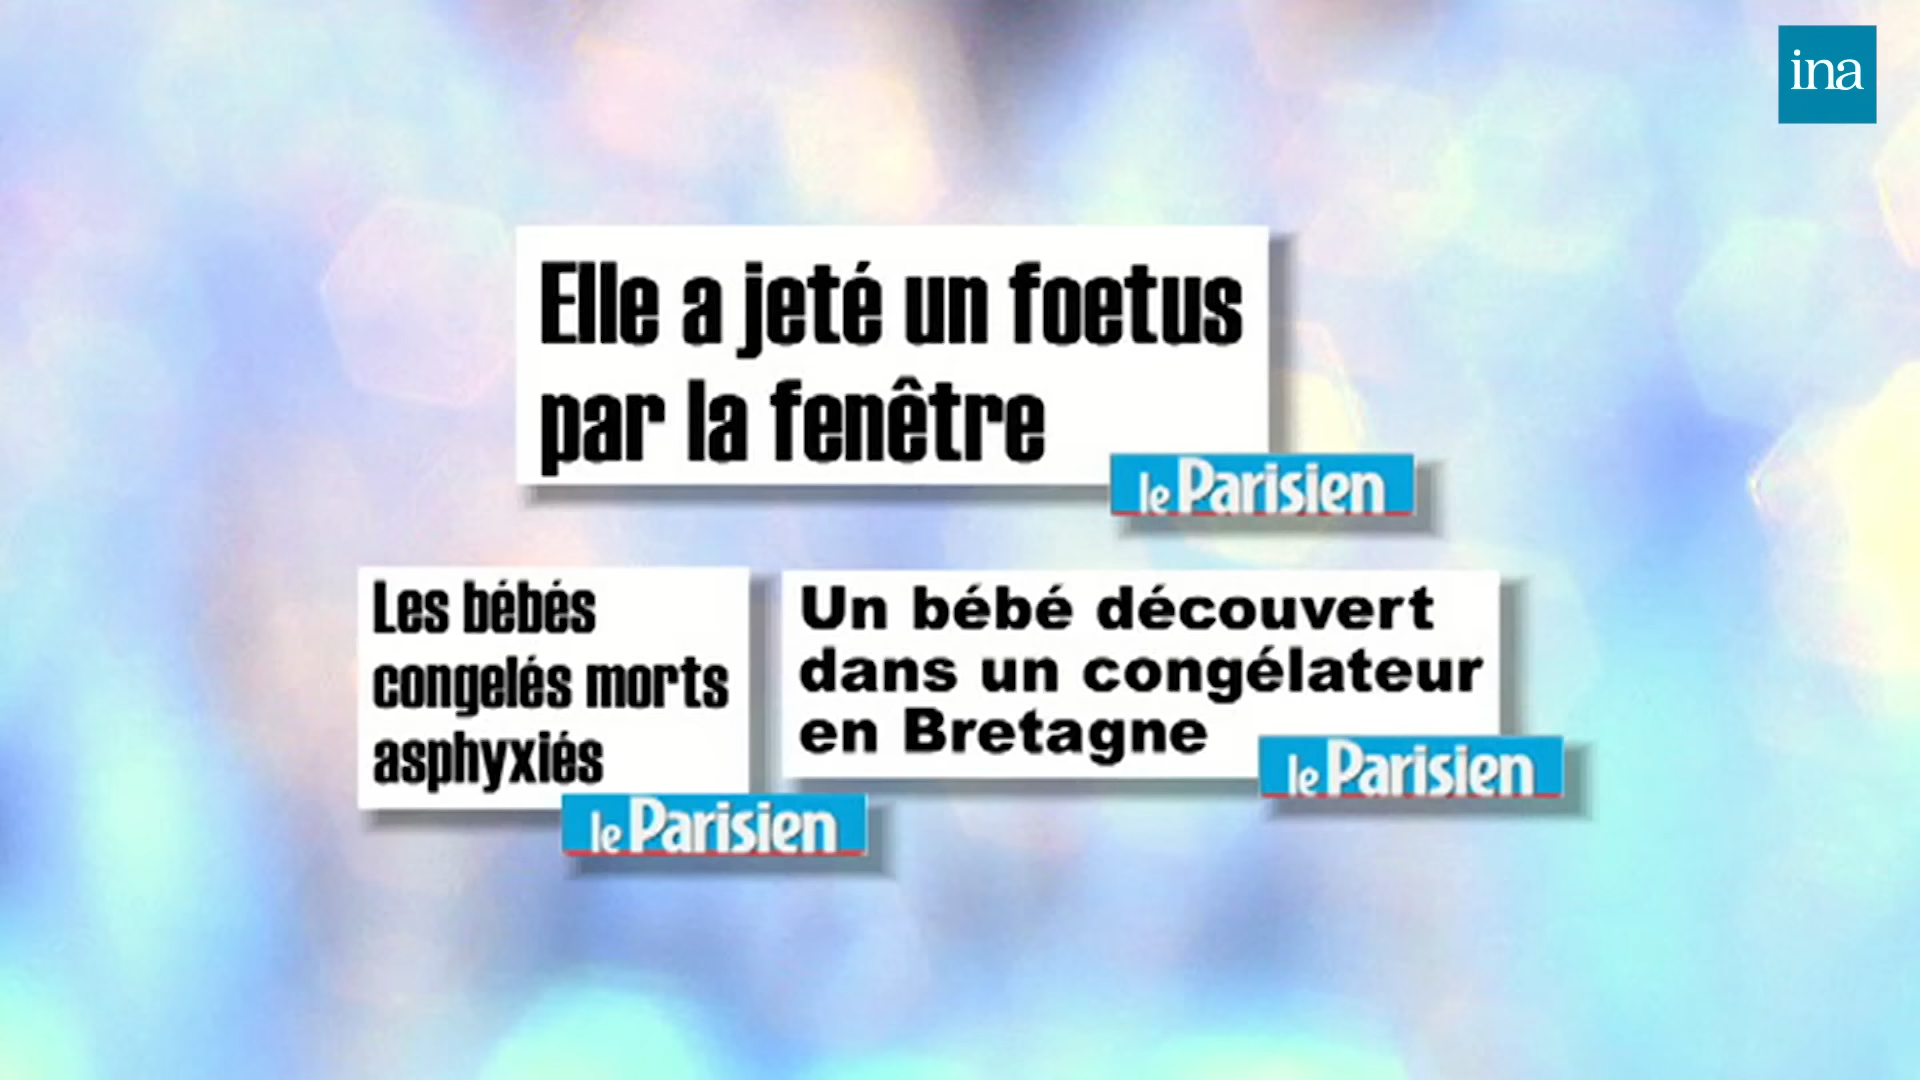 ina
Elle a jeté un foetus
par la fenêtre
le Parisien
Les bébés
congelés morts
asphyxiés
le Parisien
Un bébé découvert
dans un congélateur
en Bretagne
le Parisien